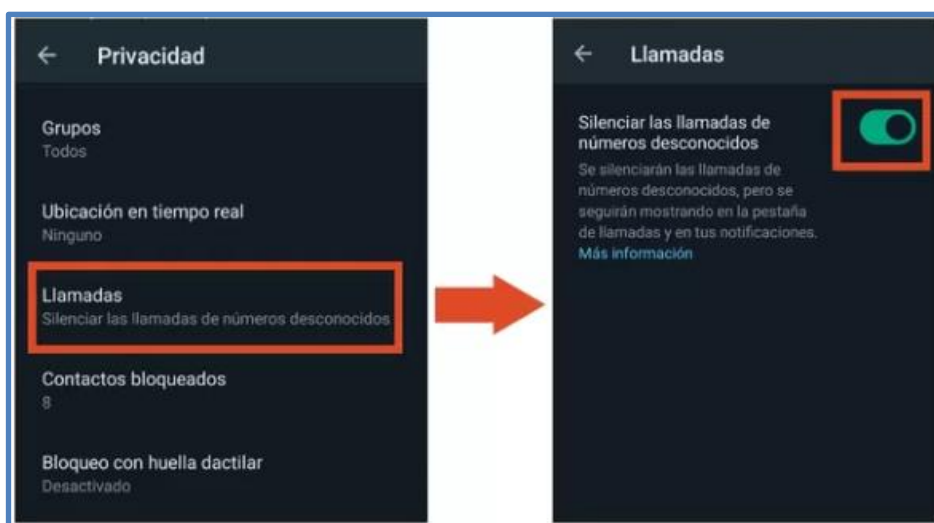 Privacidad
Grupos
Todos
Ubicación en tiempo real
Ninguno
Llamadas
Silenciar las llamadas de números desconocidos
Contactos bloqueados
8
Bloqueo con huella dactilar
Desactivado
Llamadas
Silenciar las llamadas de
números desconocidos
Se silenciarán las llamadas de
números desconocidos, pero se
seguirán mostrando en la pestaña
de llamadas y en tus notificaciones.
Más información